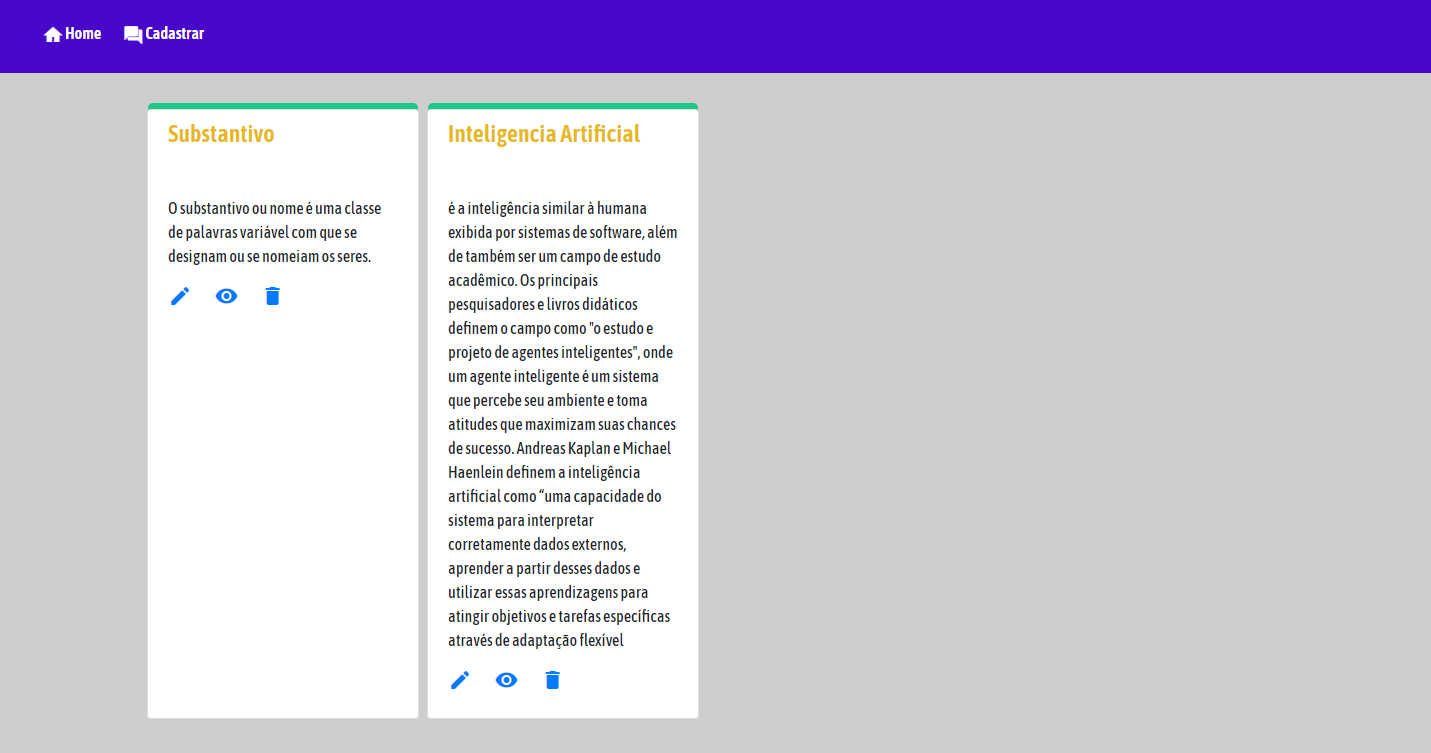 Home
Cadastrar
Substantivo
O substantivo ou nome é uma classe
de palavras variável com que se
designam ou se nomeiam os seres.
Inteligencia Artificial
é a inteligência similar à humana
exibida por sistemas de software, além
de também ser um campo de estudo
acadêmico. Os principais
pesquisadores e livros didáticos
definem o campo como "o estudo e
projeto de agentes inteligentes", onde
um agente inteligente é um sistema
que percebe seu ambiente e toma
atitudes que maximizam suas chances
de sucesso. Andreas Kaplan e Michael
Haenlein definem a inteligência
artificial como “uma capacidade do
sistema para interpretar
corretamente dados externos,
aprender a partir desses dados e
utilizar essas aprendizagens para
atingir objetivos e tarefas específicas
através de adaptação flexível